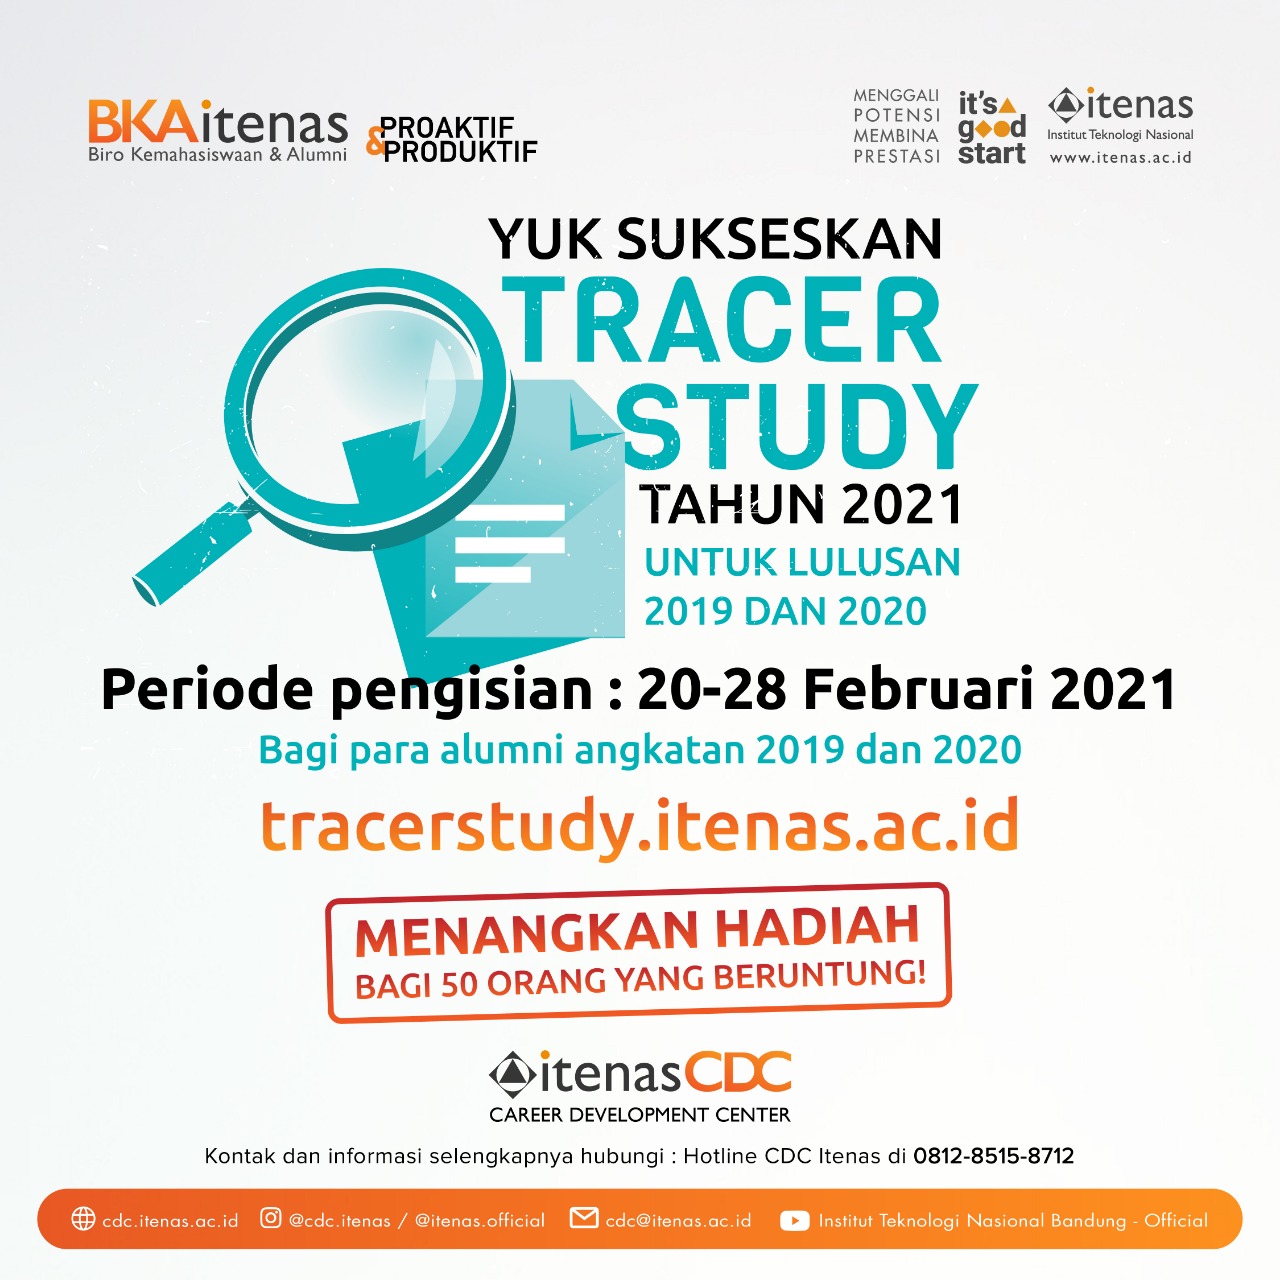 BKAitenas
Biro Kemahasiswaan & Alumni
PROAKTIF
& PRODUKTIF
MENGGALI
POTENSI
MEMBINA
PRESTASI
it's a
good
start
itenas
Institut Teknologi Nasional
www.itenas.ac.id
YUK SUKSESKAN
TRACER
STUDY
TAHUN 2021
UNTUK LULUSAN
2019 DAN 2020
Periode pengisian : 20-28 Februari 2021
Bagi para alumni angkatan 2019 dan 2020
tracerstudy.itenas.ac.id
MENANGKAN HADIAH
BAGI 50 ORANG YANG BERUNTUNG!
itenasCDC
CAREER DEVELOPMENT CENTER
Kontak dan informasi selengkapnya hubungi : Hotline CDC Itenas di 0812-8515-8712
cdc.itenas.ac.id @cdc.itenas / @itenas.official cdc@itenas.ac.id Institut Teknologi Nasional Bandung - Official